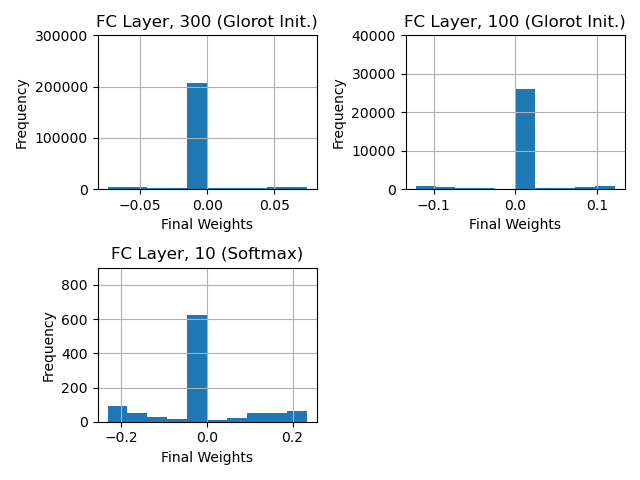 FC Layer, 300 (Glorot Init.)
300000
200000
100000
0
Frequency
−0.05
0.00
0.05
Final Weights
FC Layer, 100 (Glorot Init.)
40000
30000
20000
10000
0
Frequency
−0.1
0.0
0.1
Final Weights
FC Layer, 10 (Softmax)
800
600
400
200
0
Frequency
−0.2
0.0
0.2
Final Weights